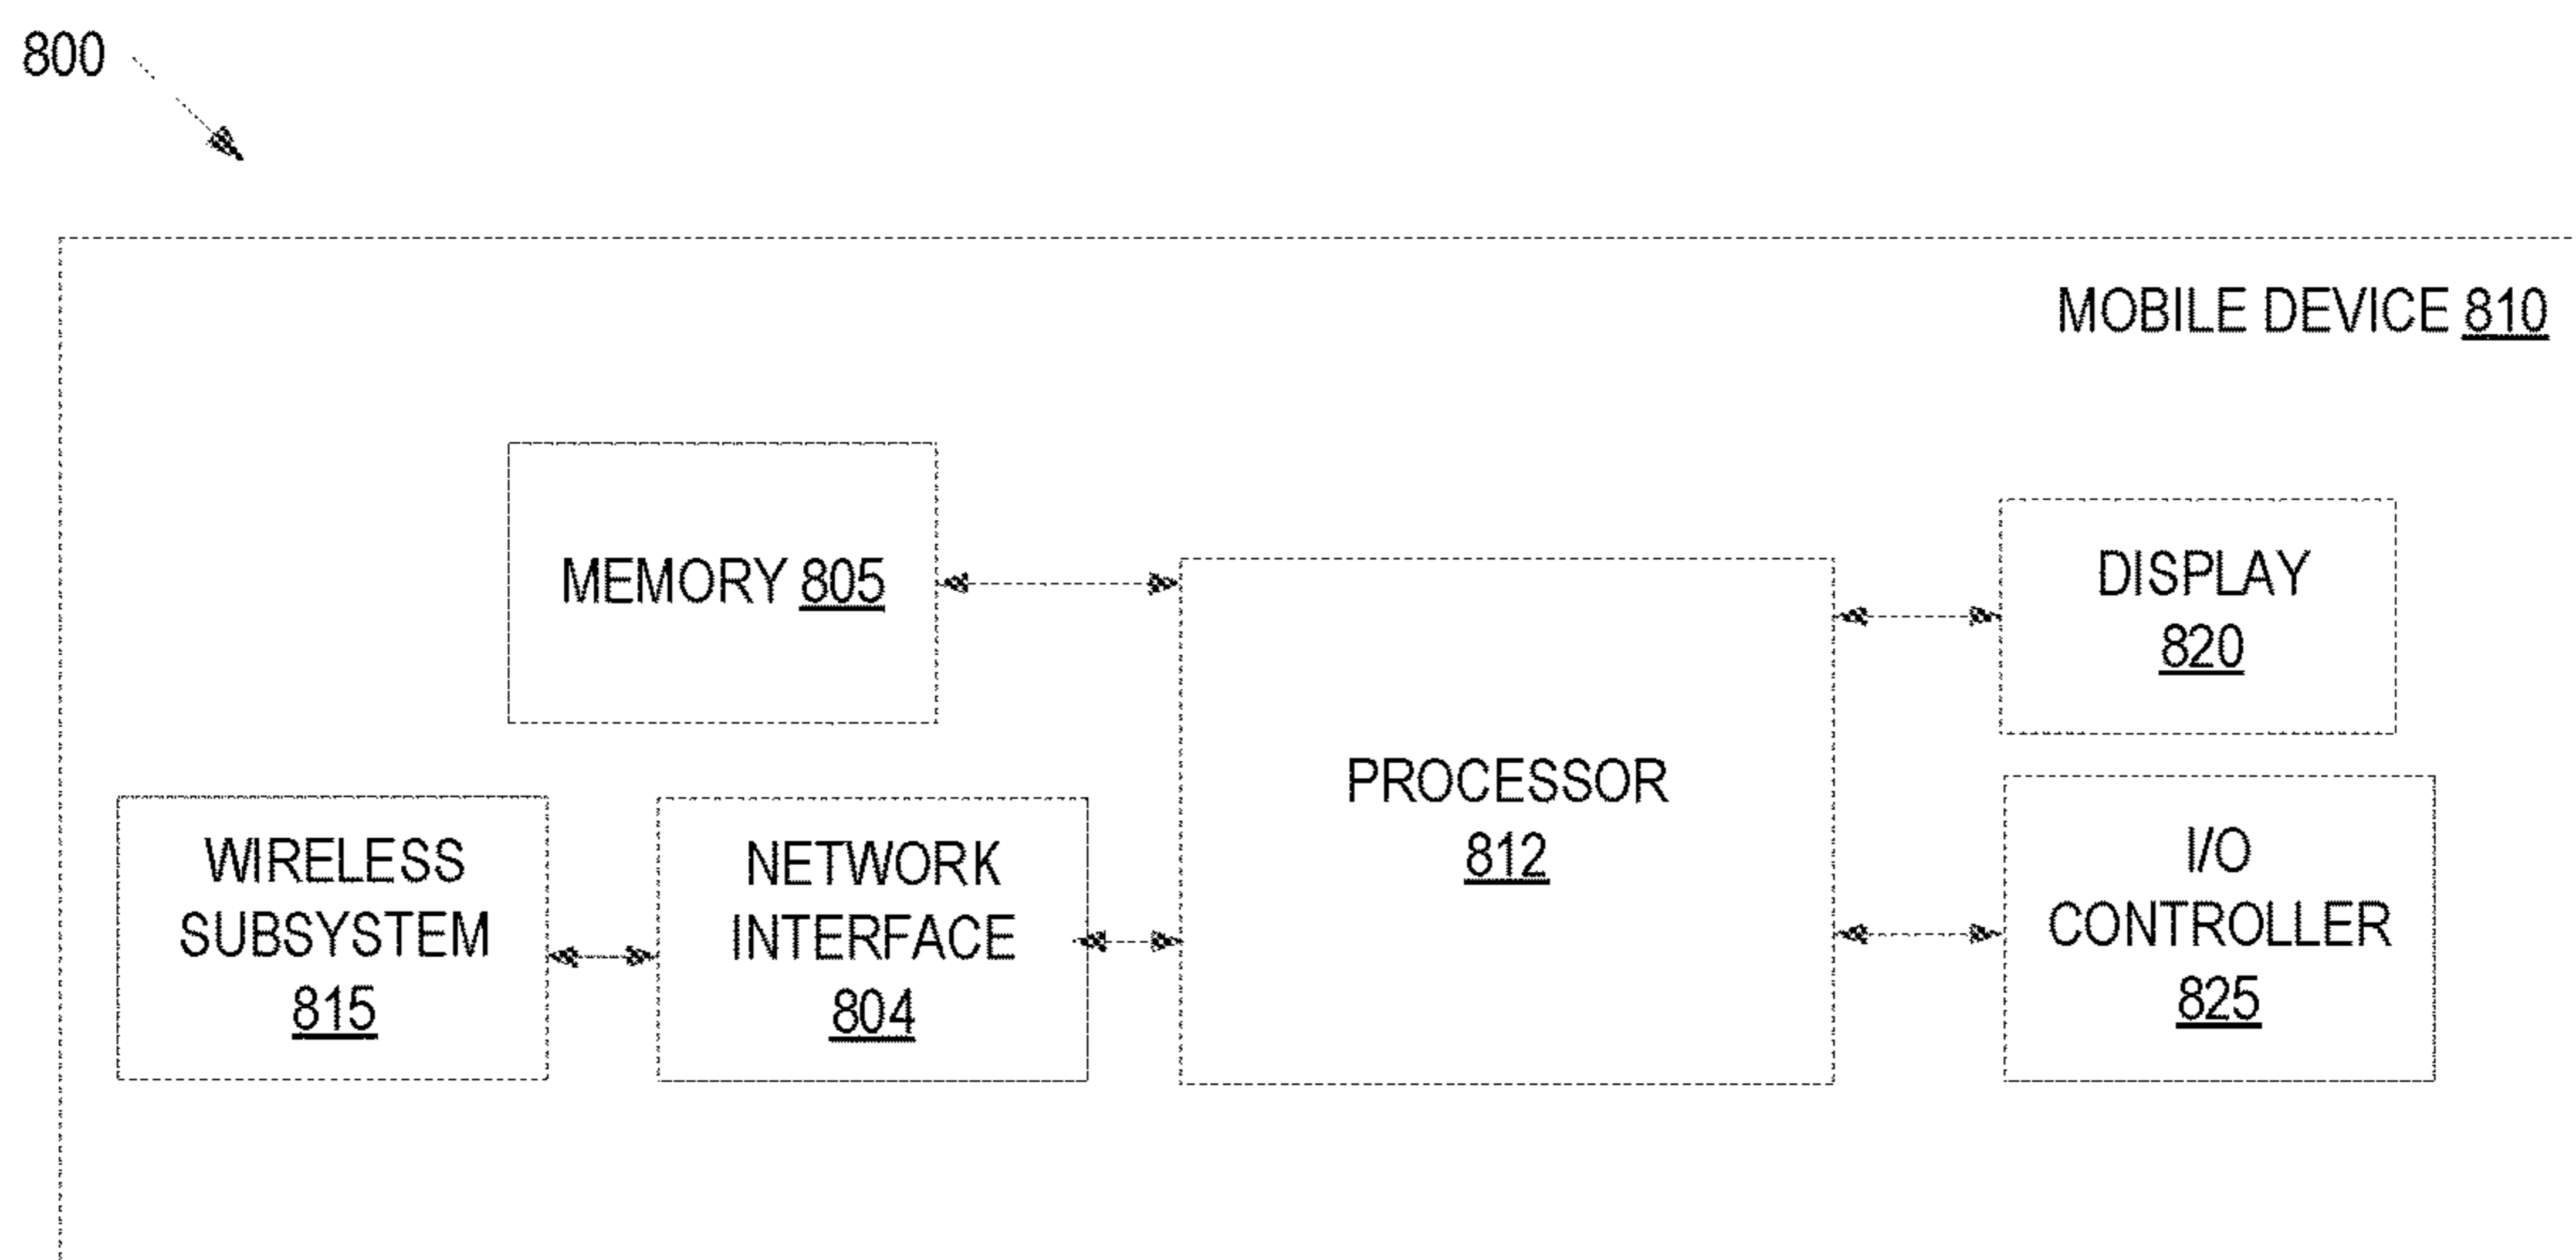 800
MOBILE DEVICE 810
MEMORY 805
DISPLAY
820
PROCESSOR
812
WIRELESS
SUBSYSTEM
815
NETWORK
INTERFACE
804
I/O
CONTROLLER
825